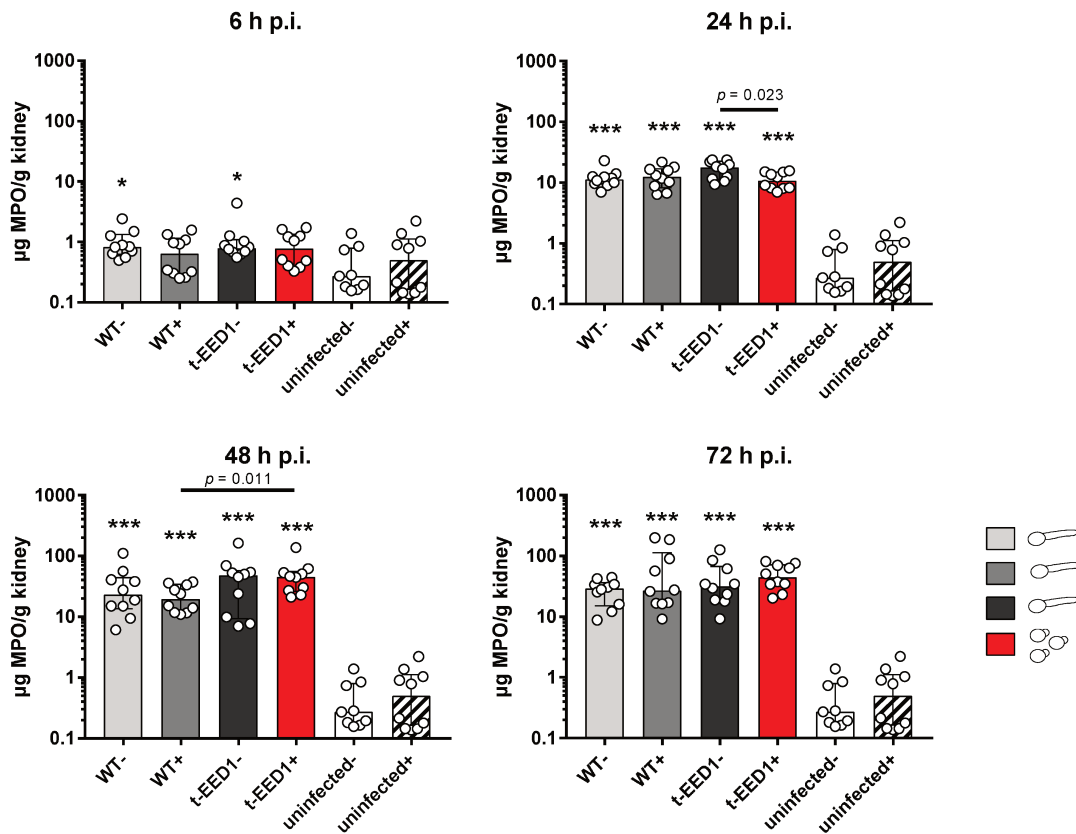 6 h p.i.
µg MPO/g kidney
1000
100
10
1
0.1
*
*
WT-
WT+
t-EED1-
t-EED1+
uninfected-
uninfected+
24 h p.i.
µg MPO/g kidney
1000
100
10
1
0.1
p = 0.023
***
***
***
***
WT-
WT+
t-EED1-
t-EED1+
uninfected-
uninfected+
48 h p.i.
p = 0.011
µg MPO/g kidney
1000
100
10
1
0.1
***
***
***
***
WT-
WT+
t-EED1-
t-EED1+
uninfected-
uninfected+
72 h p.i.
µg MPO/g kidney
1000
100
10
1
0.1
***
***
***
***
WT-
WT+
t-EED1-
t-EED1+
uninfected-
uninfected+